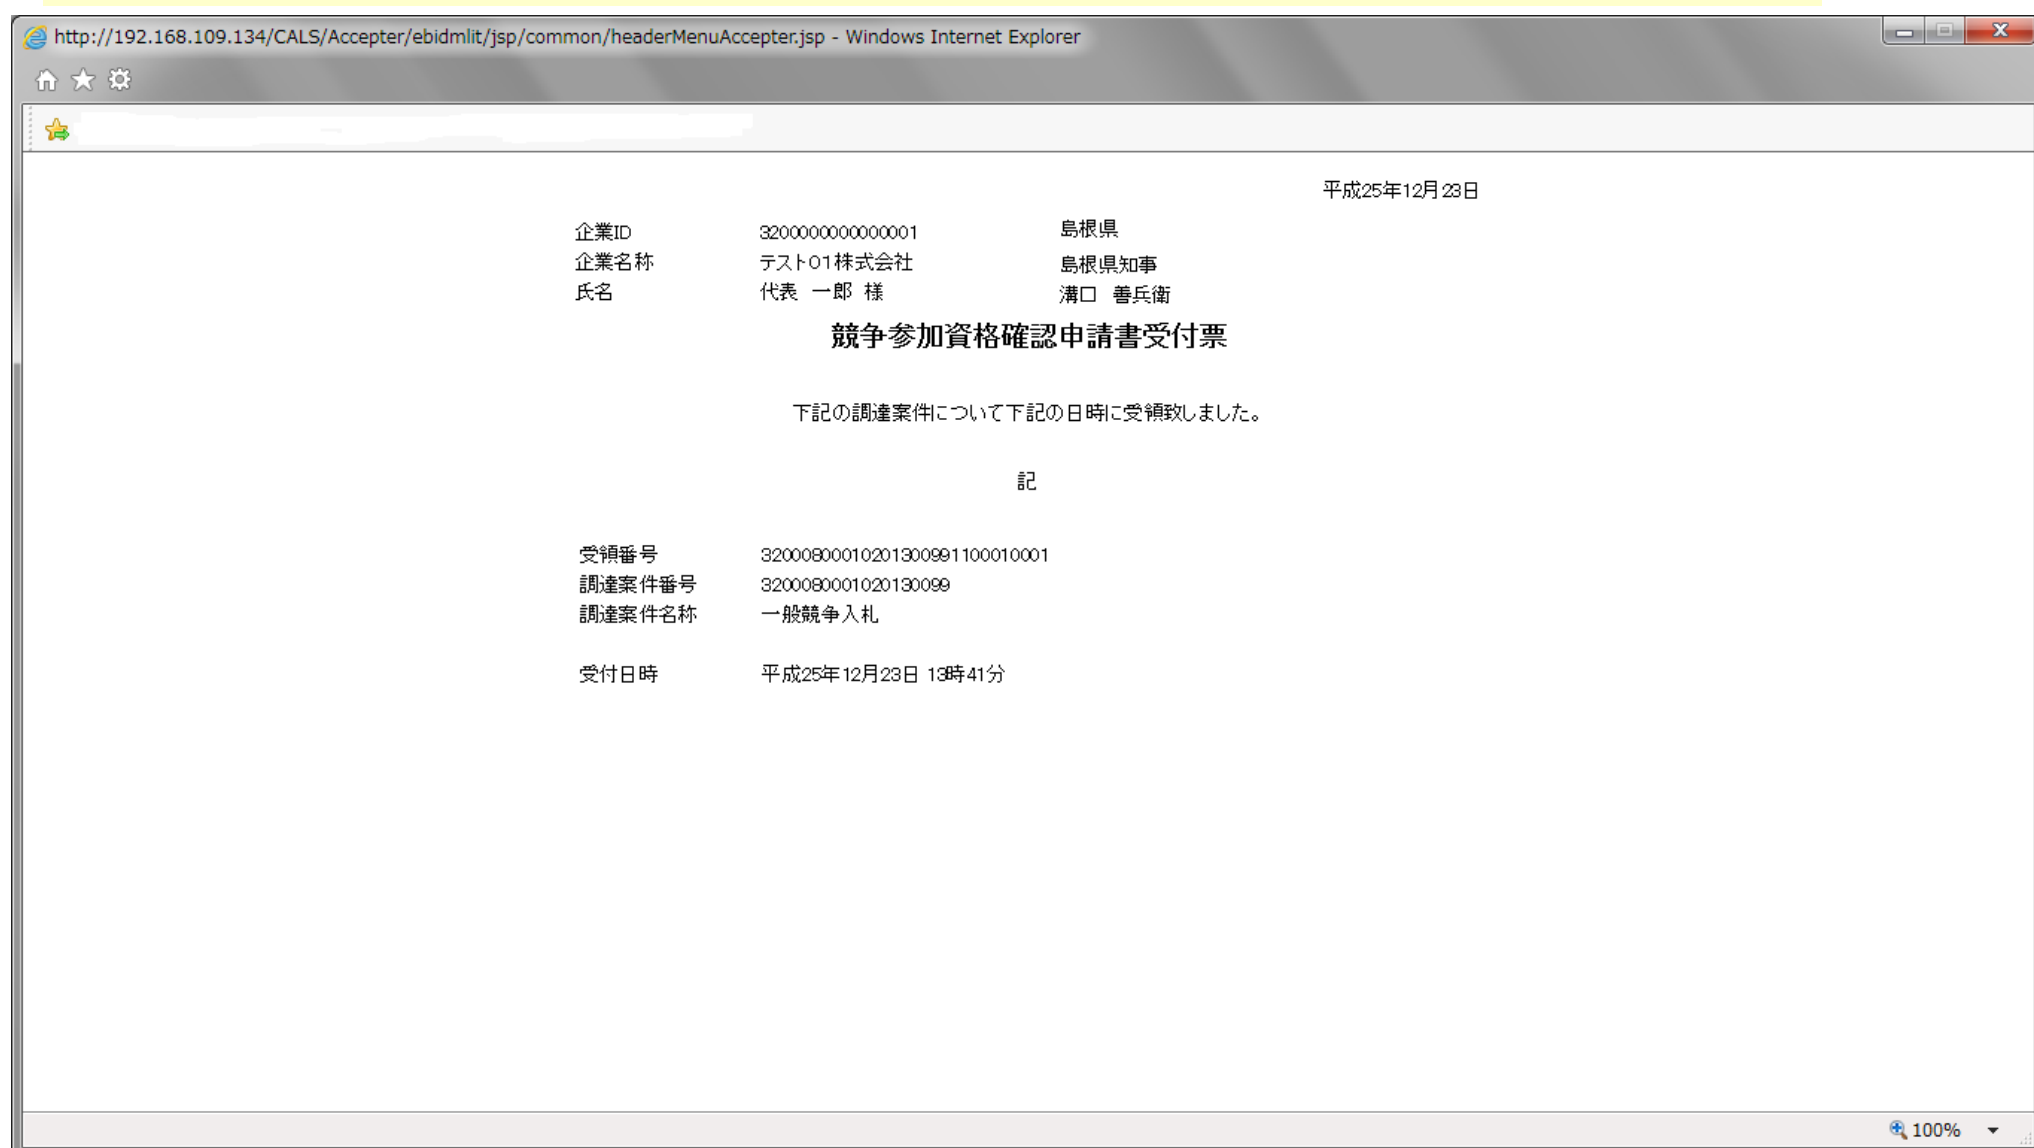 http://192.168.109.134/CALS/Accepter/ebidmlit/jsp/common/headerMenuAccepter.jsp - Windows Internet Explorer
平成25年12月23日
企業ID 3200000000000001 島根県
企業名称 テスト01株式会社 島根県知事
氏名 代表 一郎 様 溝口 善兵衛
競争参加資格確認申請書受付票
下記の調達案件について下記の日時に受領致しました。
記
受領番号 32000800010201300991100010001
調達案件番号 3200080001020130099
調達案件名称 一般競争入札
受付日時 平成25年12月23日 13時41分
100%